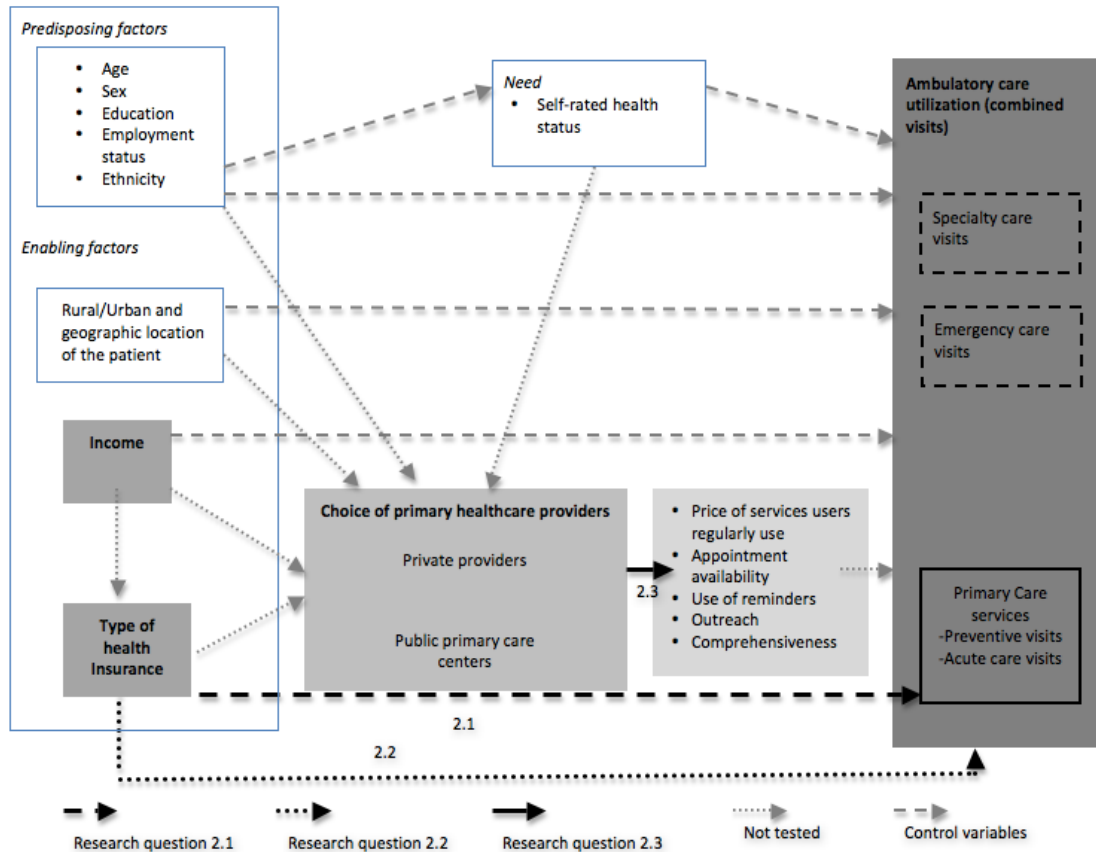 Predisposing factors
• Age
• Sex
• Education
• Employment
status
• Ethnicity
Need
• Self-rated health
status
Ambulatory care
utilization (combined
visits)
Specialty care
visits
Enabling factors
Rural/Urban and
geographic location
of the patient
Emergency care
visits
Income
Choice of primary healthcare providers
Private providers
Public primary care
centers
2.3
• Price of services users
regularly use
• Appointment
availability
• Use of reminders
• Outreach
• Comprehensiveness
Primary Care
services
-Preventive visits
-Acute care visits
Type of
health
Insurance
2.1
2.2
Research question 2.1
Research question 2.2
Research question 2.3
Not tested
Control variables